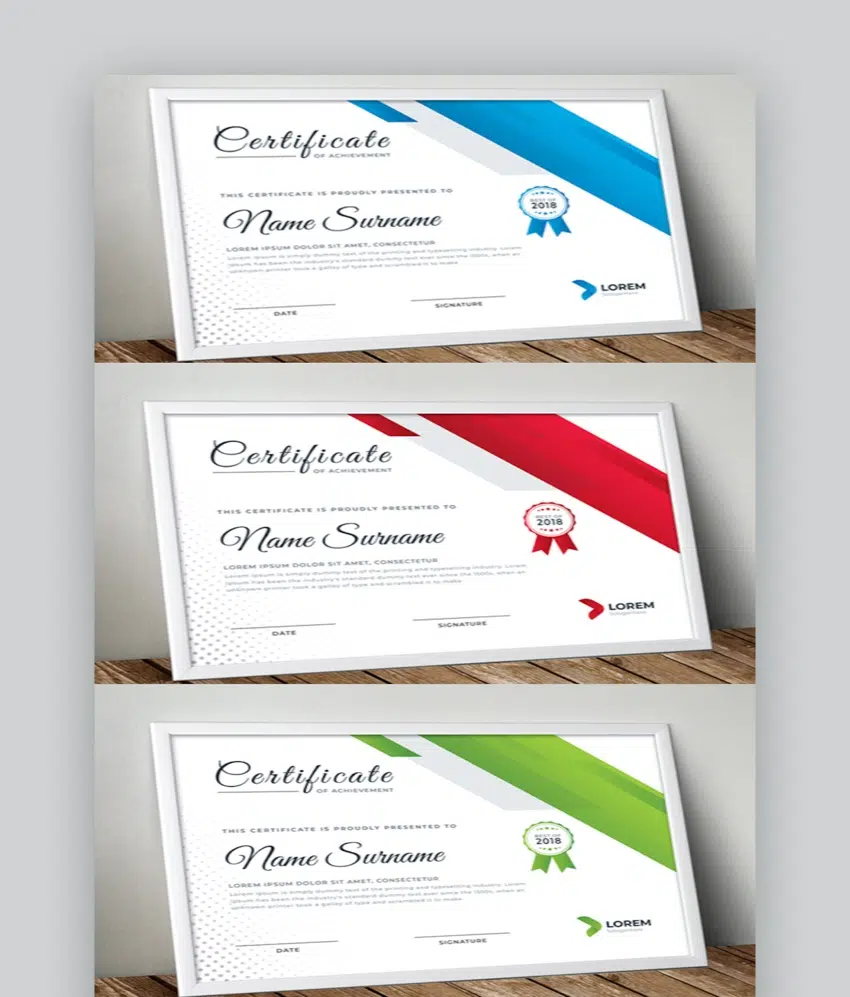 Certificate
OF ACHIEVEMENT
THIS CERTIFICATE IS PROUDLY PRESENTED TO
Name Surname
BEST OF
2018
LOREM IPSUM DOLOR SIT AMET, CONSECTETUR
Lorem Ipsum is simply dummy text of the printing and typesetting industry. Lorem
Ipsum has been the industry's standard dummy text ever since the 1500s, when an
unknown printer took a galley of type and scrambled it to make
LOREM
DATE
SIGNATURE
Certificate
OF ACHIEVEMENT
THIS CERTIFICATE IS PROUDLY PRESENTED TO
Name Surname
BEST OF
2018
LOREM IPSUM DOLOR SIT AMET, CONSECTETUR
Lorem Ipsum is simply dummy text of the printing and typesetting industry. Lorem
Ipsum has been the industry's standard dummy text ever since the 1500s, when an
unknown printer took a galley of type and scrambled it to make
LOREM
DATE
SIGNATURE
Certificate
OF ACHIEVEMENT
THIS CERTIFICATE IS PROUDLY PRESENTED TO
Name Surname
BEST OF
2018
LOREM IPSUM DOLOR SIT AMET, CONSECTETUR
Lorem Ipsum is simply dummy text of the printing and typesetting industry. Lorem
Ipsum has been the industry's standard dummy text ever since the 1500s, when an
unknown printer took a galley of type and scrambled it to make
LOREM
DATE
SIGNATURE